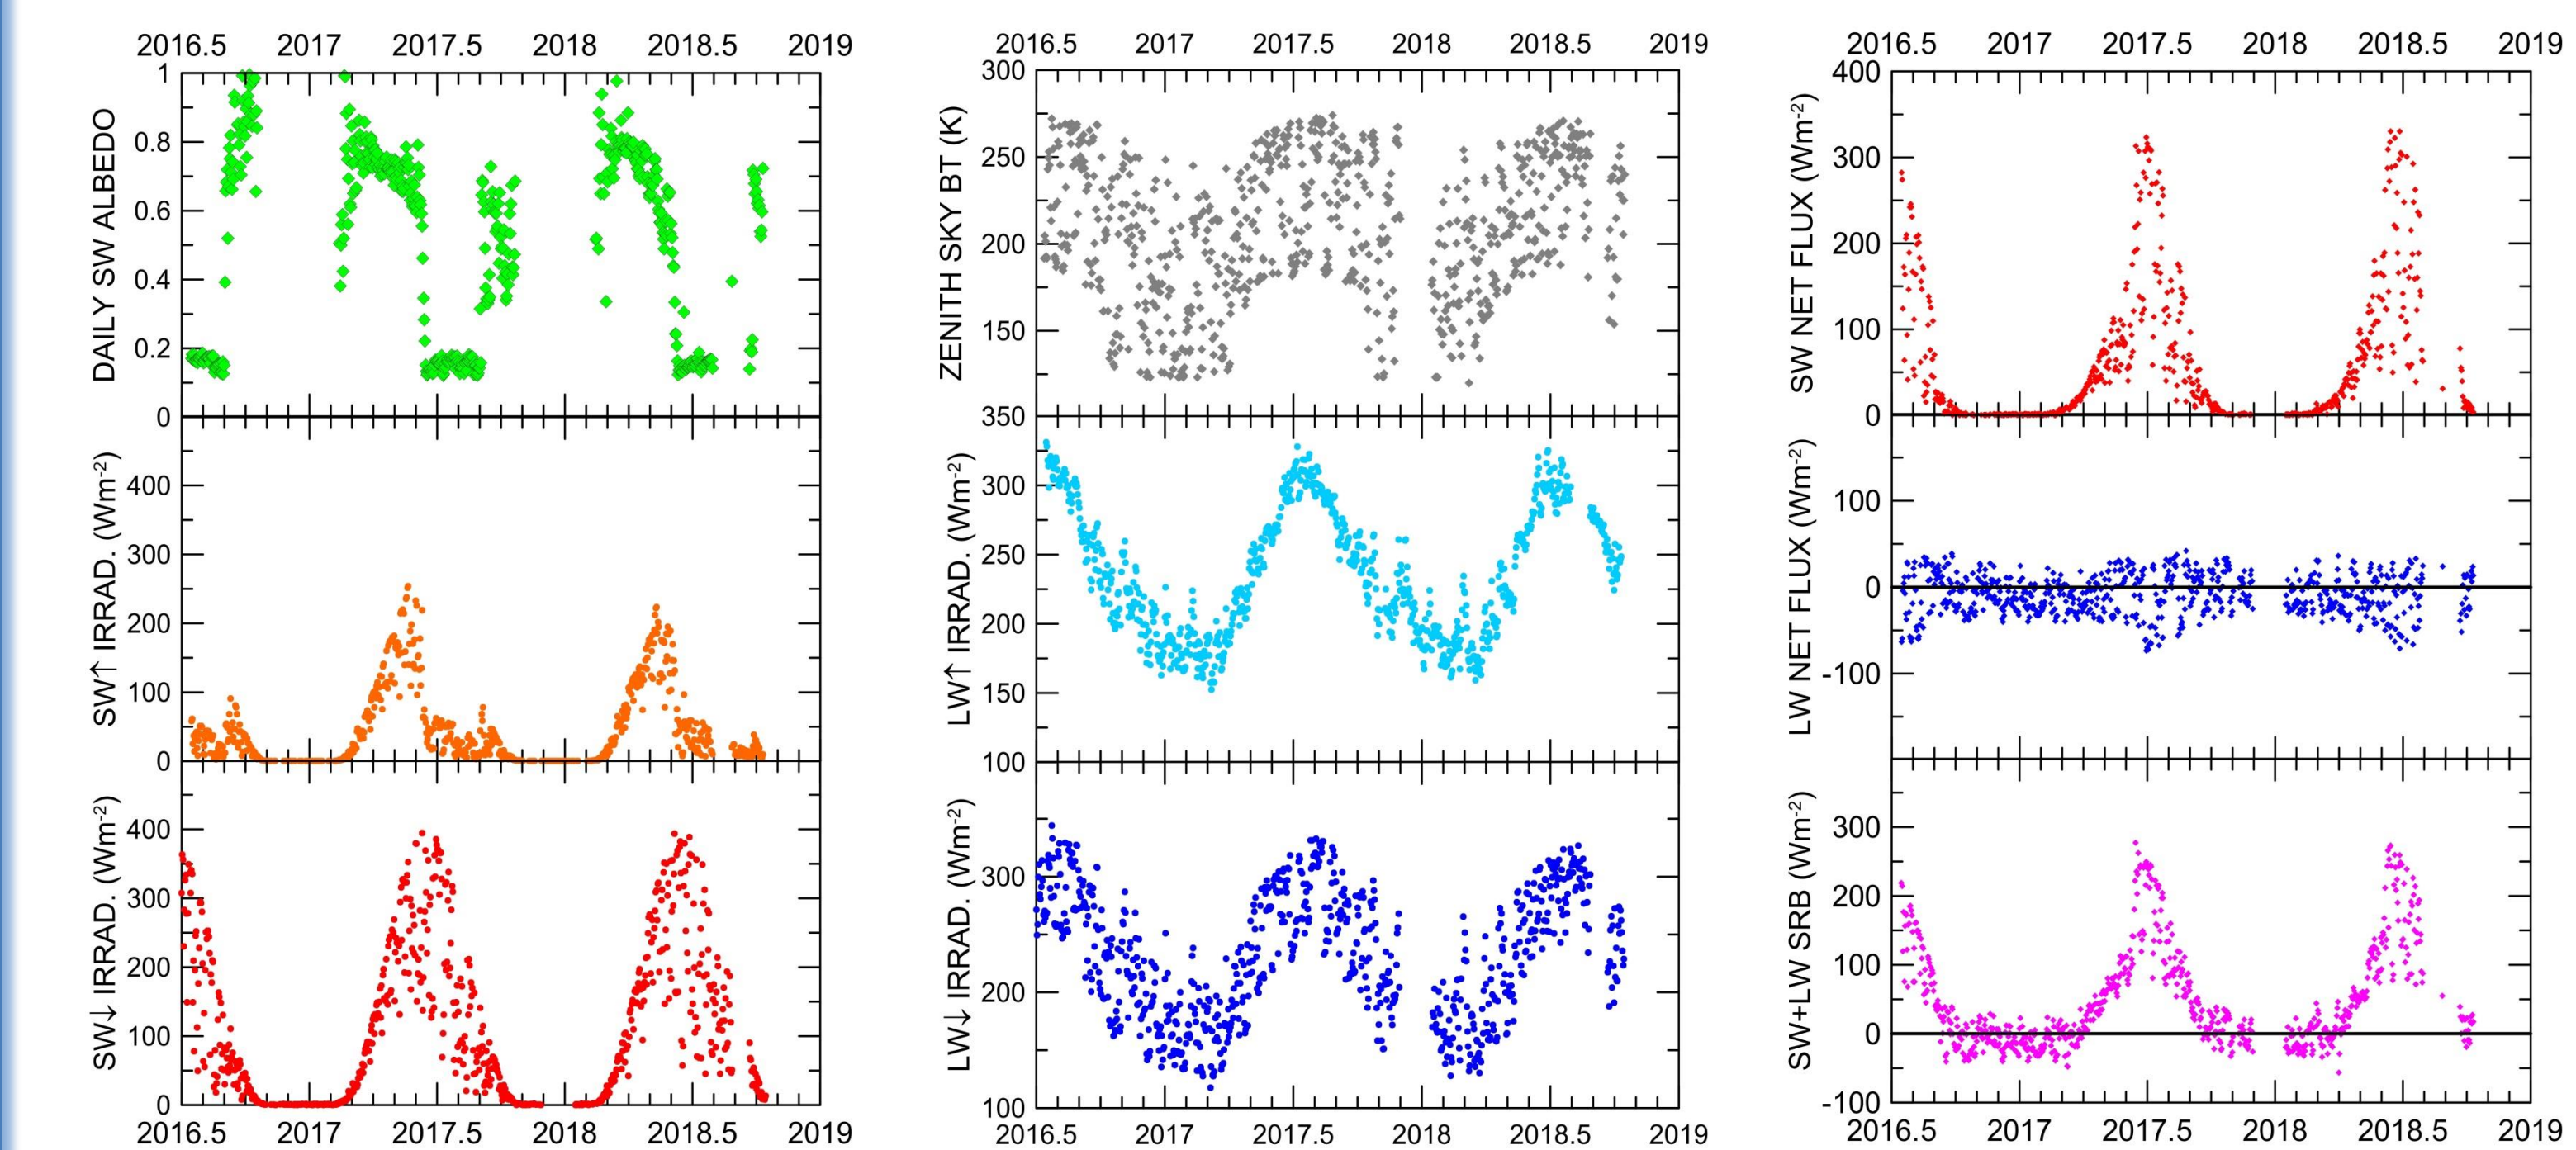 2016.5 2017 2017.5 2018 2018.5 2019
1
0.8
0.6
0.4
0.2
0
DAILY SW ALBEDO
400
300
200
100
0
SW↑ IRRAD. (Wm-2)
400
300
200
100
0
SW↓ IRRAD. (Wm-2)
2016.5 2017 2017.5 2018 2018.5 2019
2016.5 2017 2017.5 2018 2018.5 2019
300
250
200
150
350
ZENITH SKY BT (K)
300
250
200
150
100
LW↑ IRRAD. (Wm-2)
300
200
100
LW↓ IRRAD. (Wm-2)
2016.5 2017 2017.5 2018 2018.5 2019
2016.5 2017 2017.5 2018 2018.5 2019
400
300
200
100
0
SW NET FLUX (Wm-2)
100
0
-100
LW NET FLUX (Wm-2)
300
200
100
0
-100
SW+LW SRB (Wm-2)
2016.5 2017 2017.5 2018 2018.5 2019